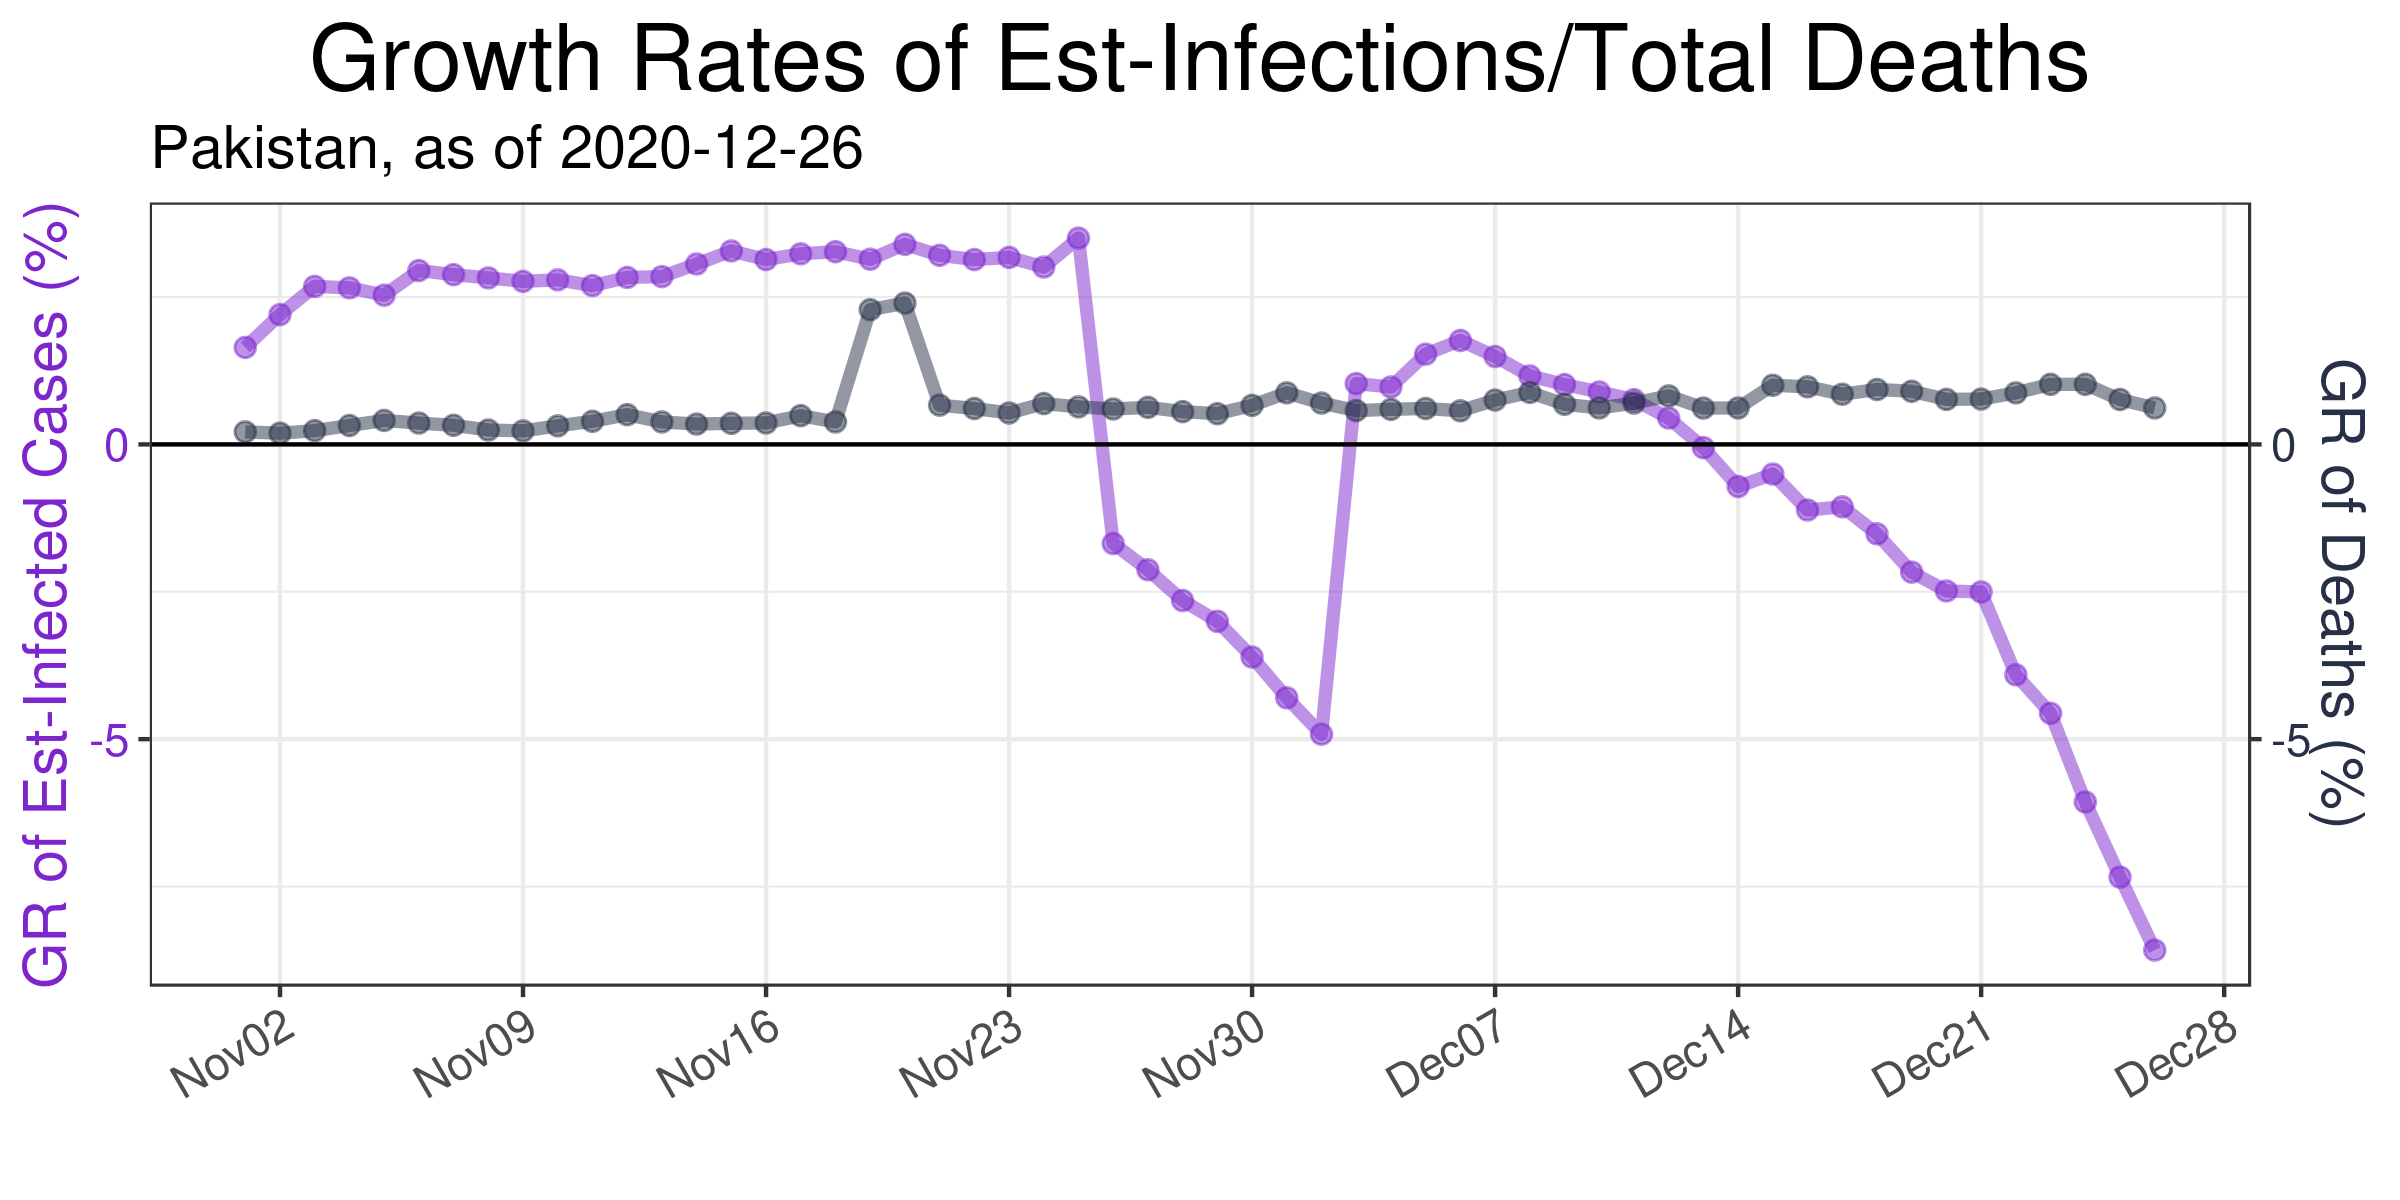 Growth Rates of Est-Infections/Total Deaths
Pakistan, as of 2020-12-26
GR of Est-Infected Cases (%)
0
-5
0
-5
GR of Deaths (%)
Nov02
Nov09
Nov16
Nov23
Nov30
Dec07
Dec14
Dec21
Dec28